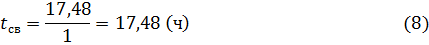 t_св = 17,48/1 = 17,48 (ч) (8)